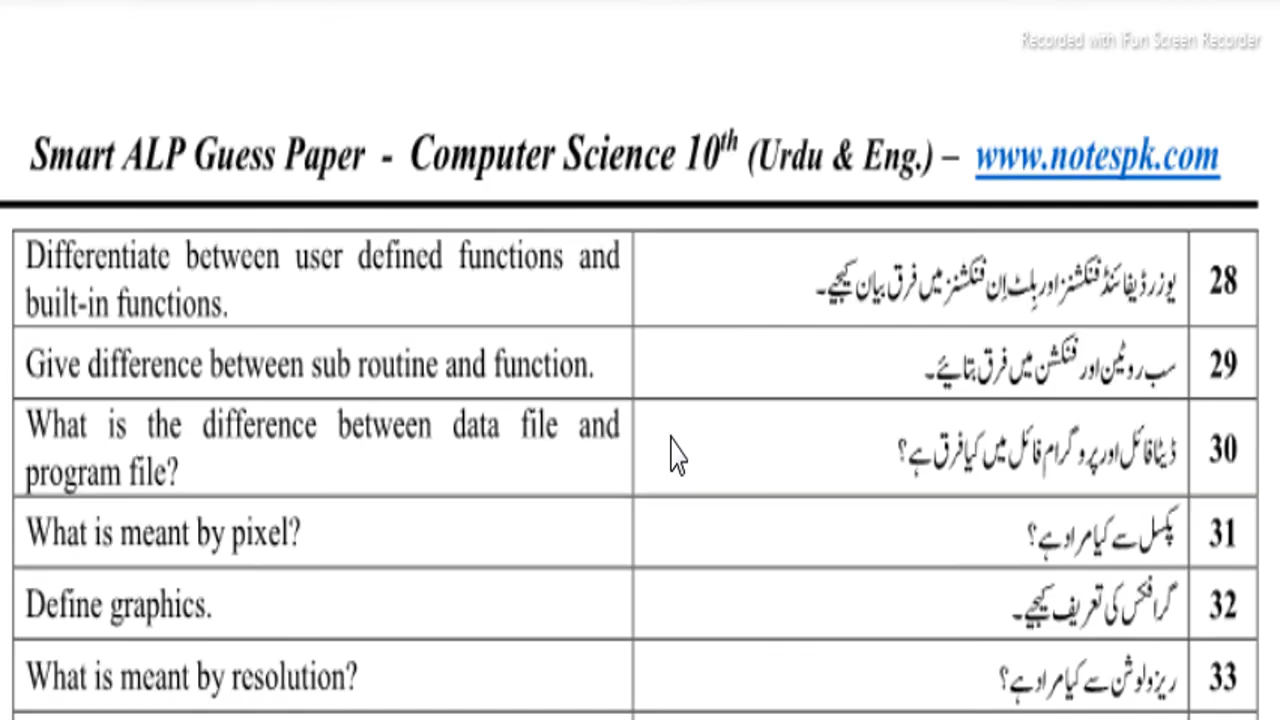 Recorded with iFun Screen Recorder
Smart ALP Guess Paper - Computer Science 10th (Urdu & Eng.) – www.notespk.com
Differentiate between user defined functions and
built-in functions.
یوزر ڈیفائنڈ فنکشنز اور بِلٹ اِن فنکشنز میں فرق بیان کیجیے۔
28
Give difference between sub routine and function.
سب روٹین اور فنکشن میں فرق بتائیے۔
29
What is the difference between data file and
program file?
ڈیٹا فائل اور پروگرام فائل میں کیا فرق ہے؟
30
What is meant by pixel?
پکسل سے کیا مراد ہے؟
31
Define graphics.
گرافکس کی تعریف کیجیے۔
32
What is meant by resolution?
ریزولوشن سے کیا مراد ہے؟
33